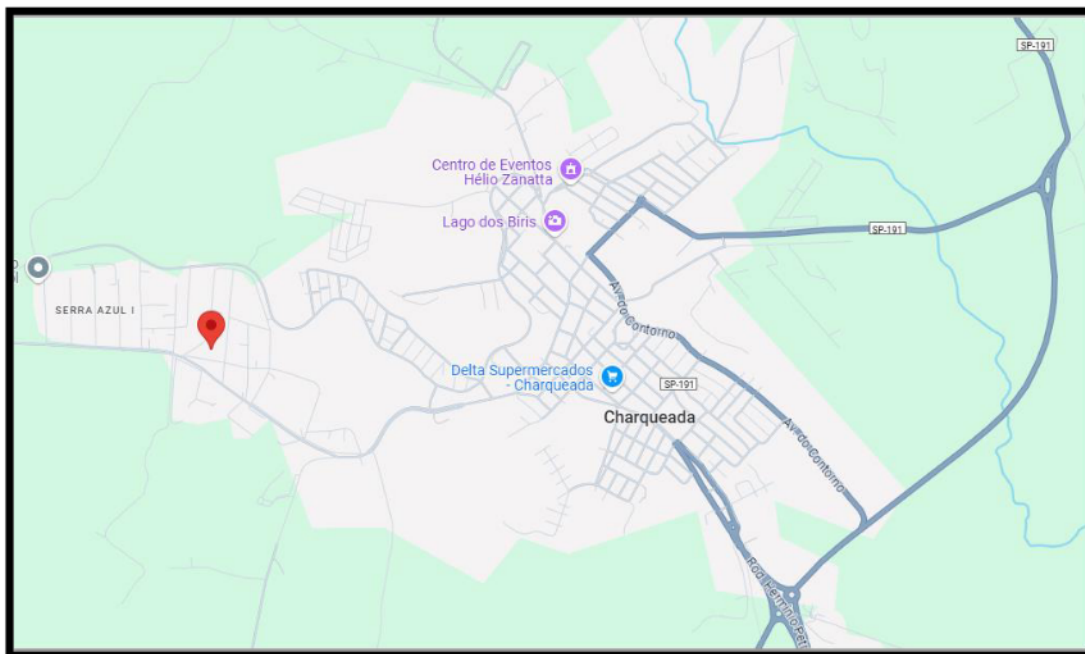 SP-191
Centro de Eventos
Hélio Zanatta
Lago dos Biris
SP-191
SERRA AZUL I
Av. do Contorno
Delta Supermercados
- Charqueada
SP-191
Charqueada
Av. do Contorno
Rod.